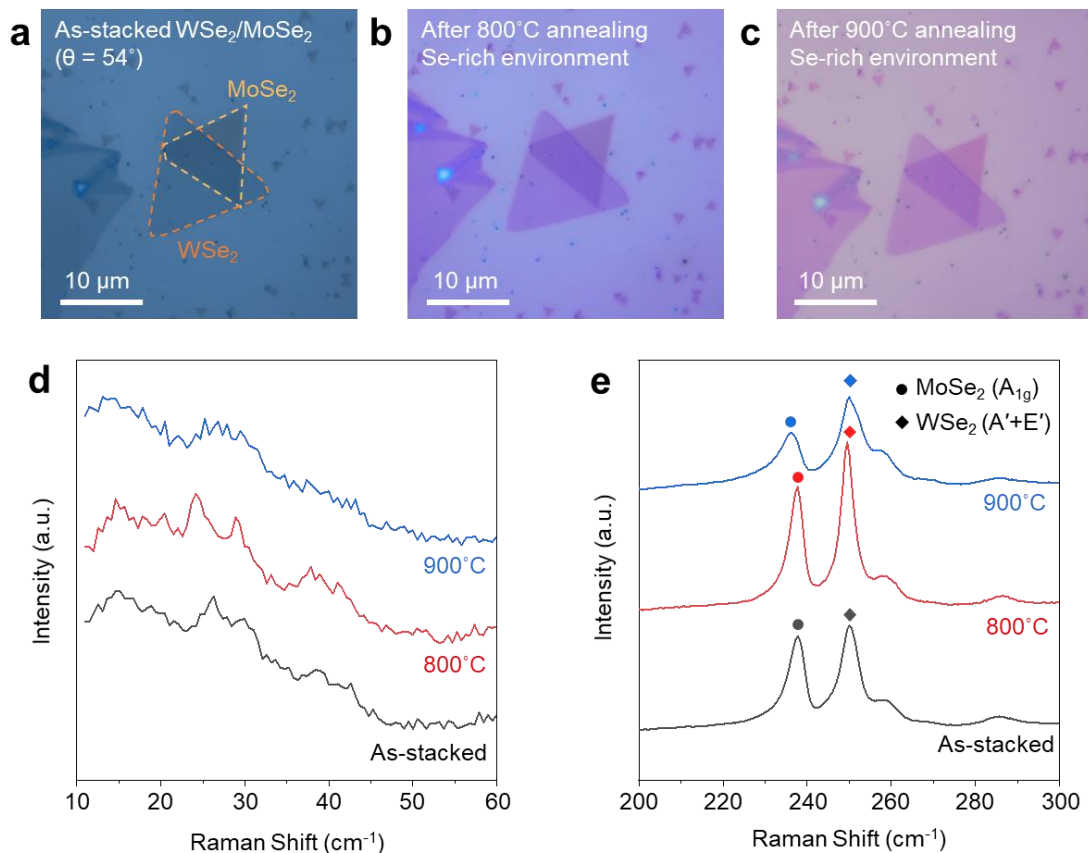 a
As-stacked WSe₂/MoSe₂
(θ = 54˚)
MoSe₂
WSe₂
10 µm
b
After 800˚C annealing
Se-rich environment
10 µm
c
After 900˚C annealing
Se-rich environment
10 µm
d
Intensity (a.u.)
900˚C
800˚C
As-stacked
10 20 30 40 50 60
Raman Shift (cm⁻¹)
e
MoSe₂ (A₁g)
WSe₂ (A′+E′)
Intensity (a.u.)
900˚C
800˚C
As-stacked
200 220 240 260 280 300
Raman Shift (cm⁻¹)